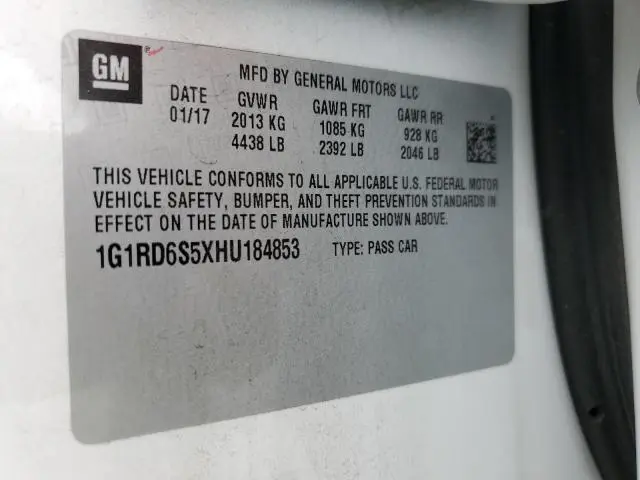 GM
MFD BY GENERAL MOTORS LLC
DATE GVWR GAWR FRT GAWR RR
01/17 2013 KG 1085 KG 928 KG
4438 LB 2392 LB 2046 LB
THIS VEHICLE CONFORMS TO ALL APPLICABLE U.S. FEDERAL MOTOR
VEHICLE SAFETY, BUMPER, AND THEFT PREVENTION STANDARDS IN
EFFECT ON THE DATE OF MANUFACTURE SHOWN ABOVE.
1G1RD6S5XHU184853 TYPE: PASS CAR